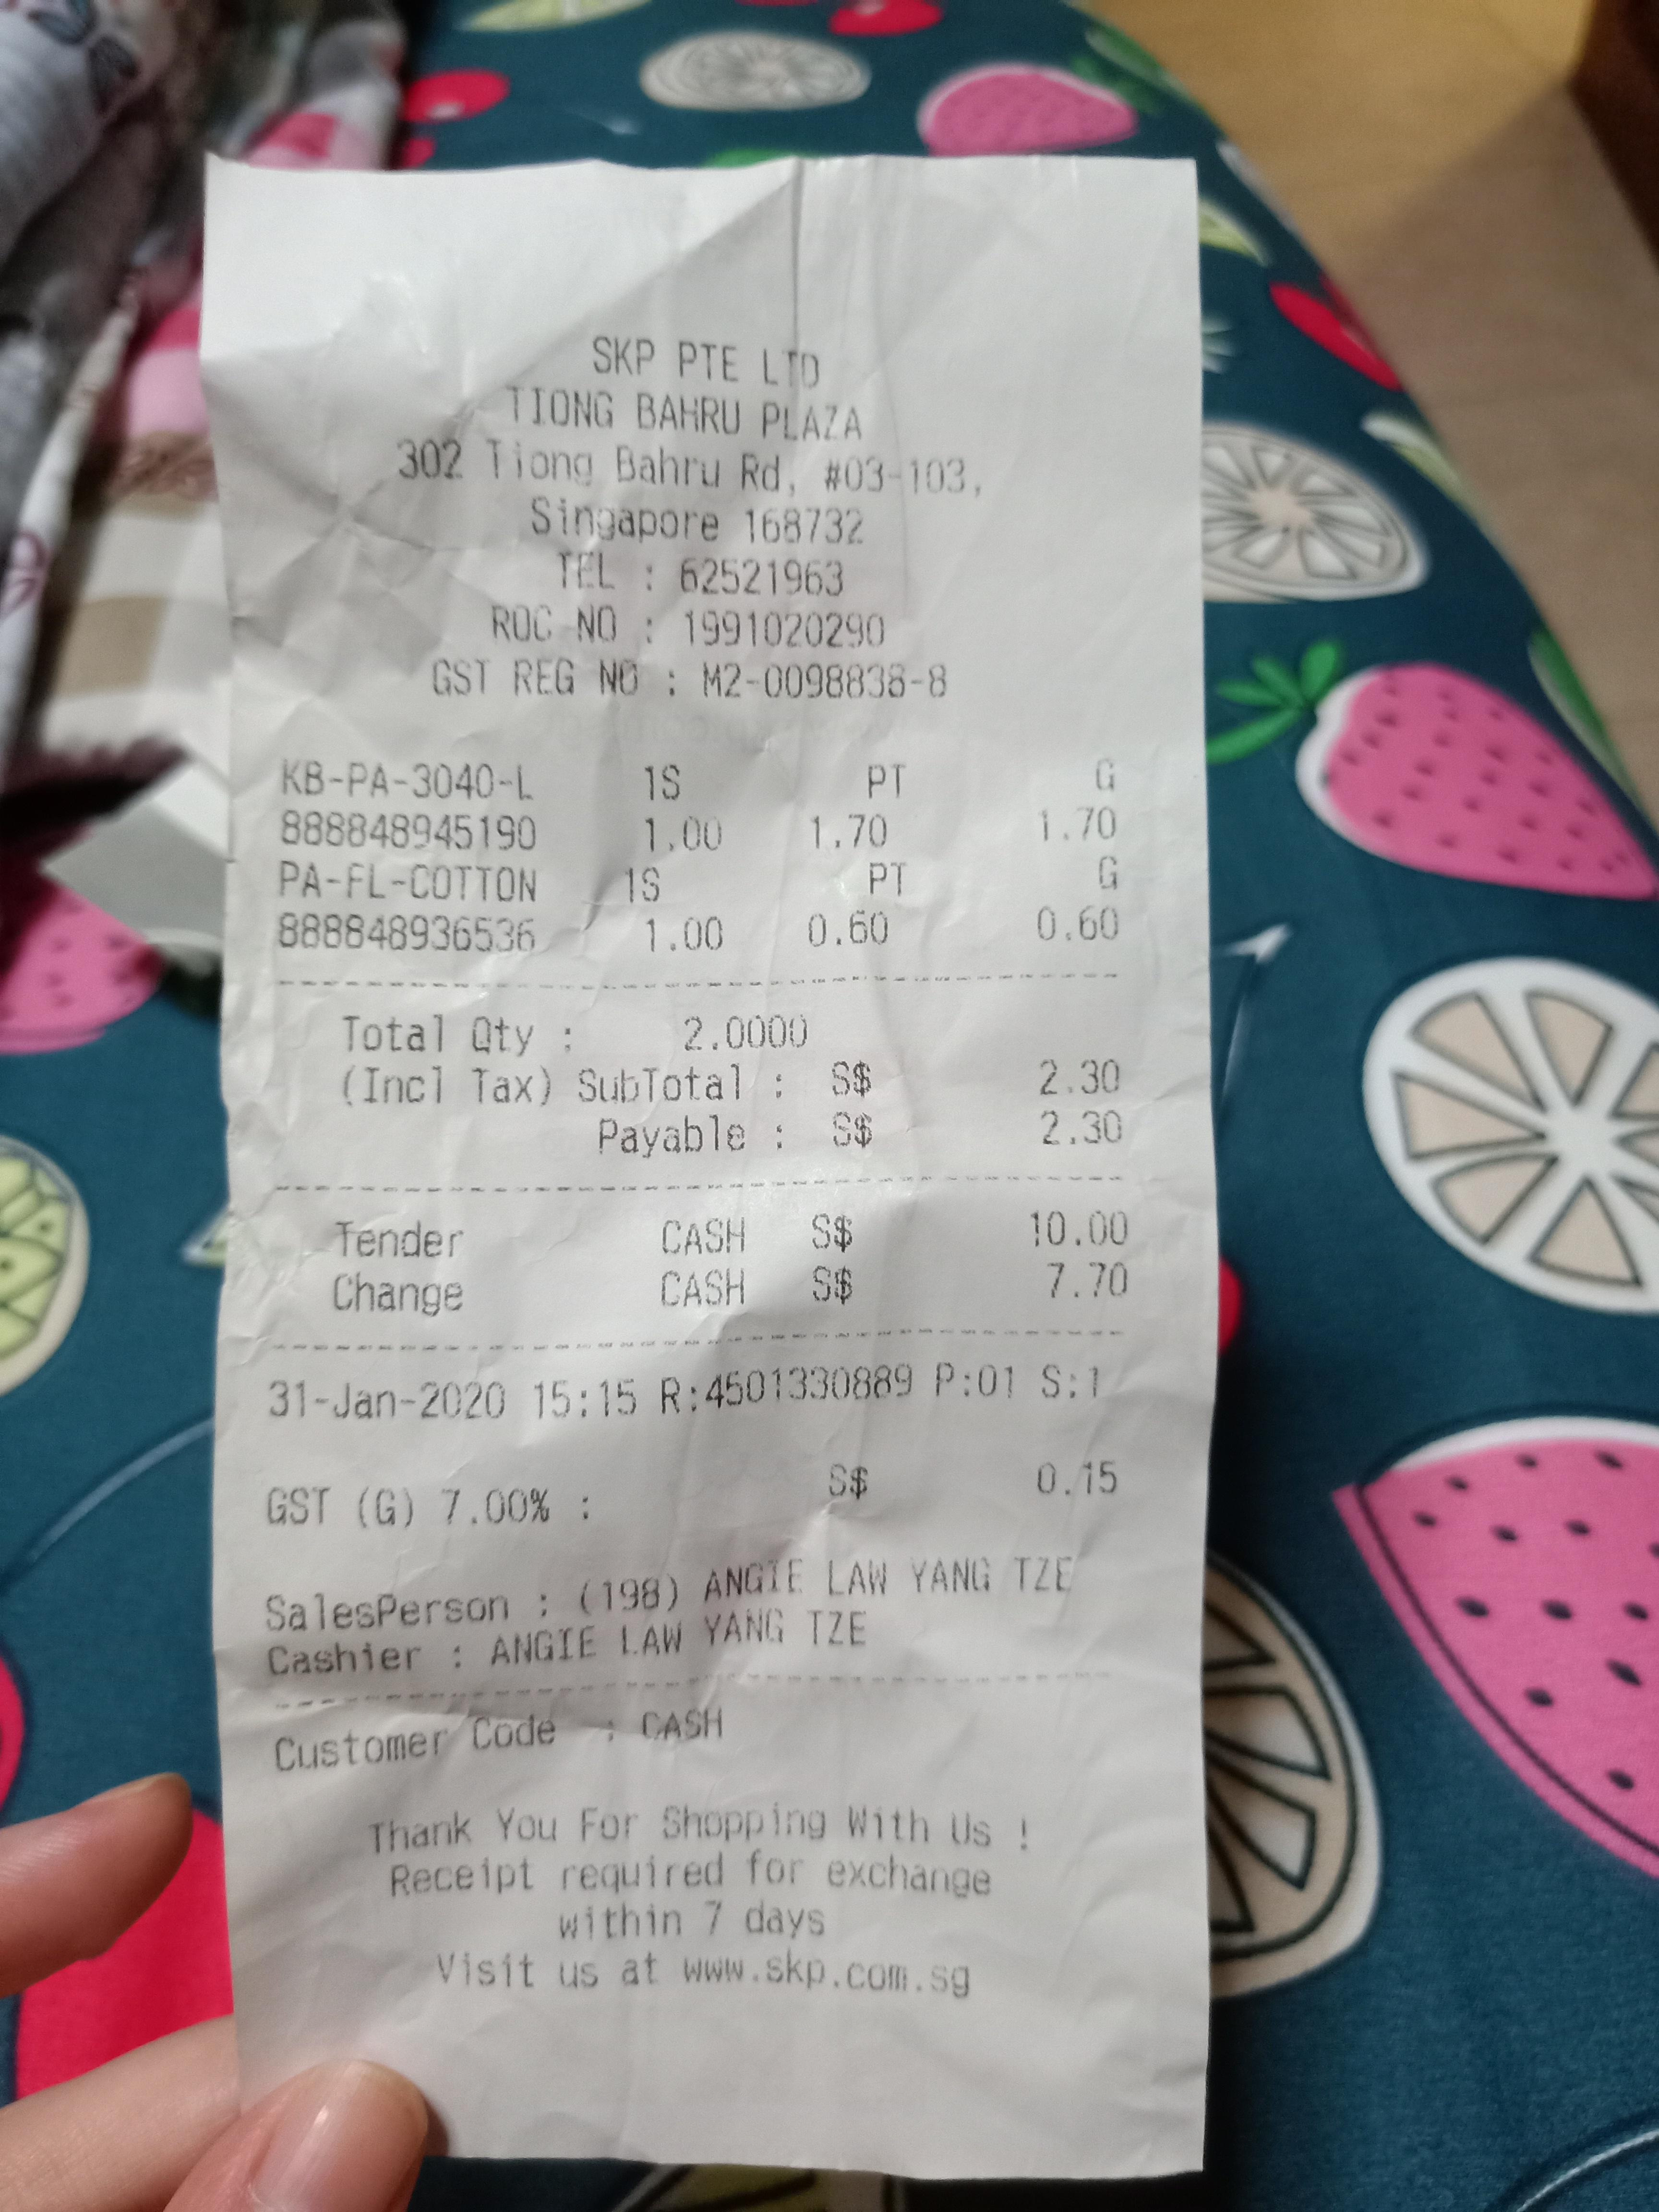 SKP PTE LTD
TIONG BAHRU PLAZA
302 Tiong Bahru Rd, #03-103,
Singapore 168732
TEL : 62521963
ROC NO : 1991020290
GST REG NO : M2-0098838-8
KB-PA-3040-L 1S PT G
888848945190 1.00 1.70 1.70
PA-FL-COTTON 1S PT G
888848936536 1.00 0.60 0.60
Total Qty : 2.0000
(Incl Tax) SubTotal : S$ 2.30
Payable : S$ 2.30
Tender CASH S$ 10.00
Change CASH S$ 7.70
31-Jan-2020 15:15 R:4501330889 P:01 S:1
GST (G) 7.00% : S$ 0.15
SalesPerson : (198) ANGIE LAW YANG TZE
Cashier : ANGIE LAW YANG TZE
Customer Code : CASH
Thank You For Shopping With Us !
Receipt required for exchange
within 7 days
Visit us at www.skp.com.sg